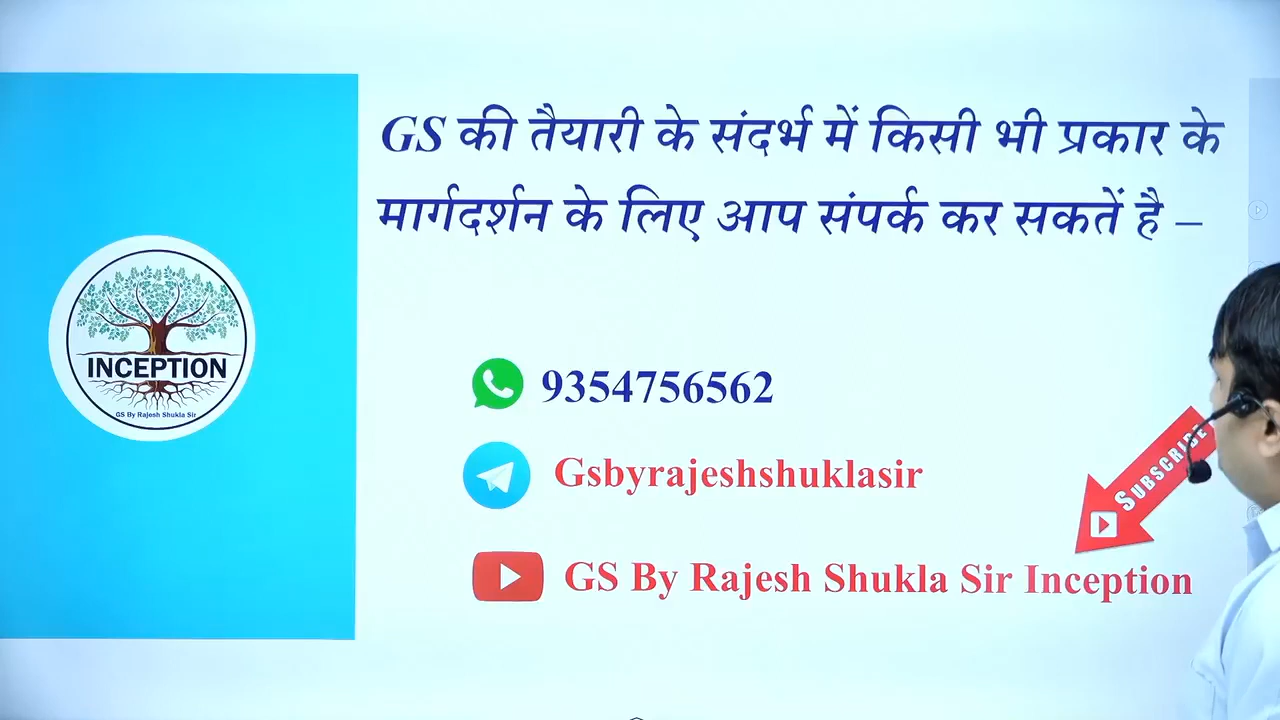 GS की तैयारी के संदर्भ में किसी भी प्रकार के
मार्गदर्शन के लिए आप संपर्क कर सकतें है –
INCEPTION
GS By Rajesh Shukla Sir
9354756562
Gsbyrajeshshuklasir
SUBSCRIBE
GS By Rajesh Shukla Sir Inception